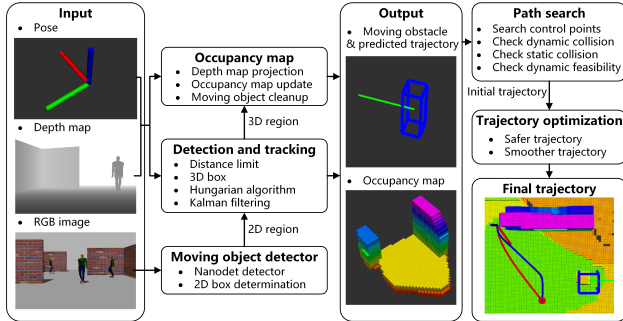 Input
• Pose
• Depth map
• RGB image
Occupancy map
• Depth map projection
• Occupancy map update
• Moving object cleanup
3D region
Detection and tracking
• Distance limit
• 3D box
• Hungarian algorithm
• Kalman filtering
2D region
Moving object detector
• Nanodet detector
• 2D box determination
Output
• Moving obstacle
& predicted trajectory
• Occupancy map
Path search
• Search control points
• Check dynamic collision
• Check static collision
• Check dynamic feasibility
Initial trajectory
Trajectory optimization
• Safer trajectory
• Smoother trajectory
Final trajectory